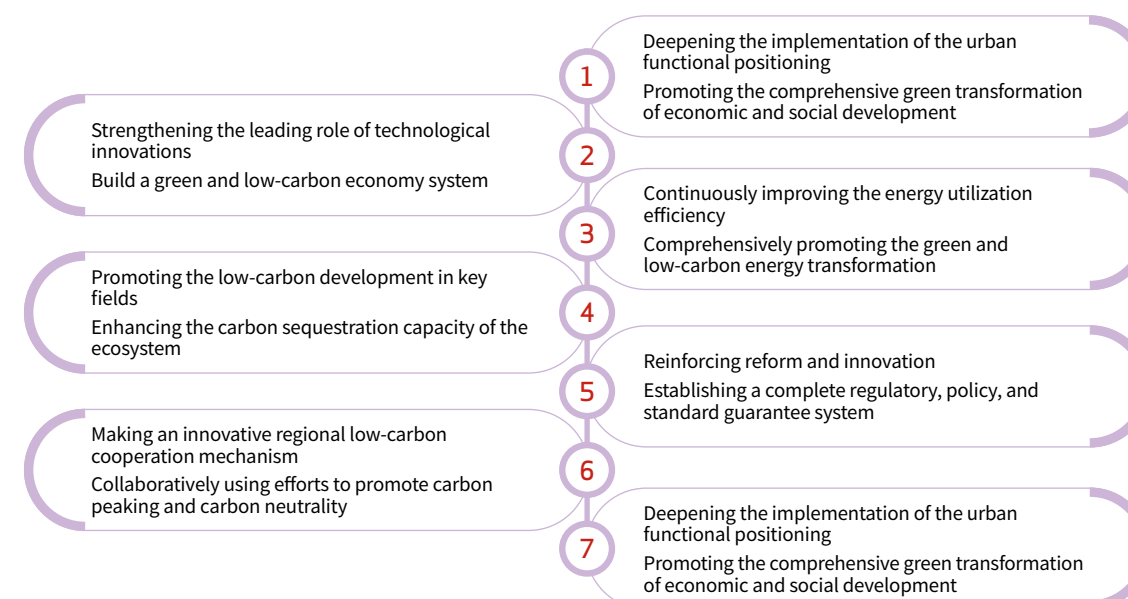 1
Deepening the implementation of the urban
functional positioning
Promoting the comprehensive green transformation
of economic and social development
2
Strengthening the leading role of technological
innovations
Build a green and low-carbon economy system
3
Continuously improving the energy utilization
efficiency
Comprehensively promoting the green and
low-carbon energy transformation
4
Promoting the low-carbon development in key
fields
Enhancing the carbon sequestration capacity of the
ecosystem
5
Reinforcing reform and innovation
Establishing a complete regulatory, policy, and
standard guarantee system
6
Making an innovative regional low-carbon
cooperation mechanism
Collaboratively using efforts to promote carbon
peaking and carbon neutrality
7
Deepening the implementation of the urban
functional positioning
Promoting the comprehensive green transformation
of economic and social development